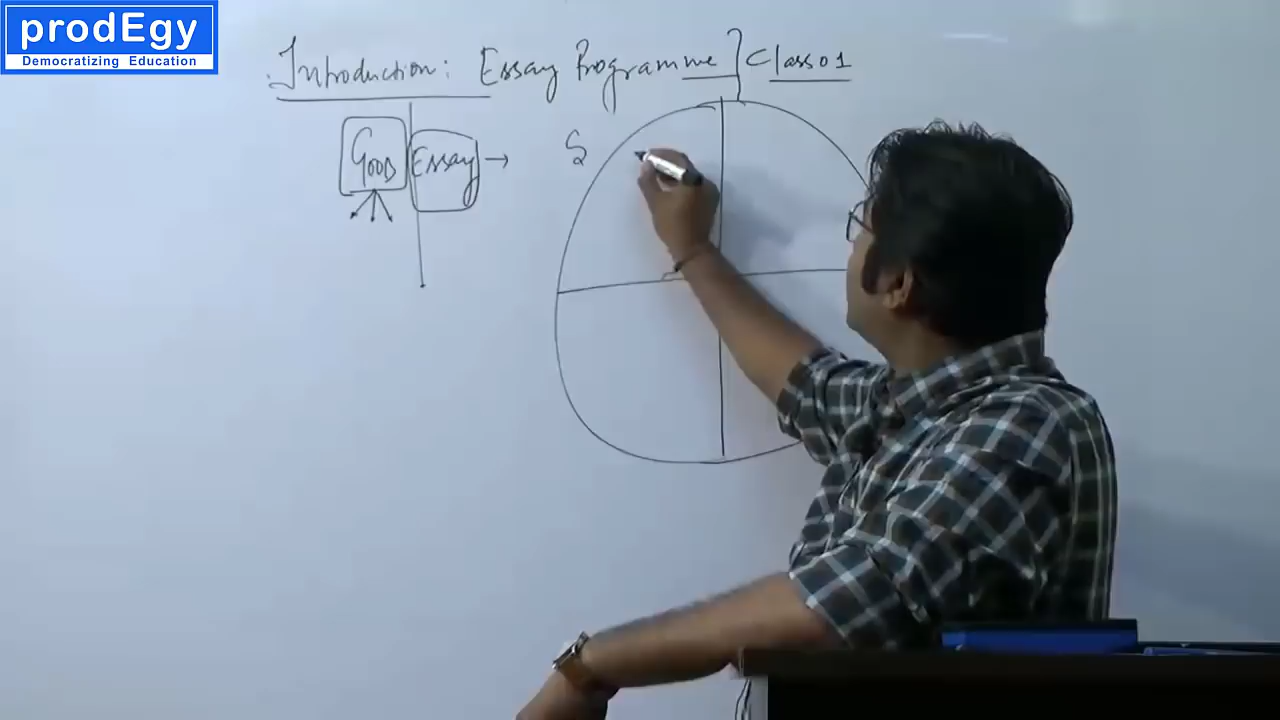 prodEgy
Democratizing Education
Introduction: Essay Programme Class 01
Good Essay →
S